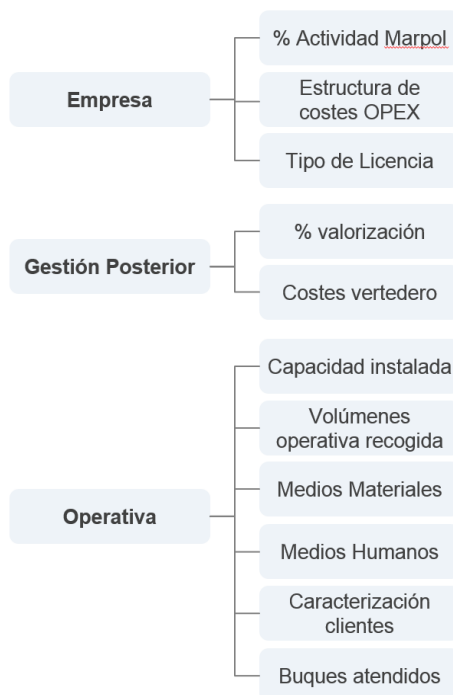 Empresa
% Actividad Marpol
Estructura de
costes OPEX
Tipo de Licencia
Gestión Posterior
% valorización
Costes vertedero
Operativa
Capacidad instalada
Volúmenes
operativa recogida
Medios Materiales
Medios Humanos
Caracterización
clientes
Buques atendidos